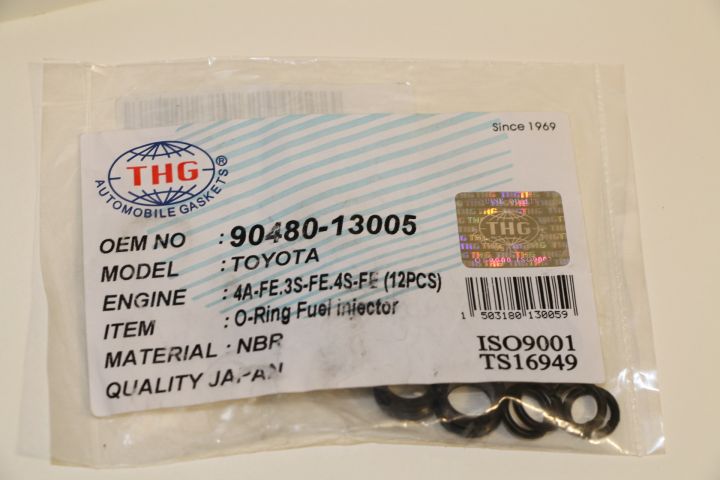 Since 1969
THG
AUTOMOBILE GASKETS®
OEM NO : 90480-13005
MODEL : TOYOTA
ENGINE : 4A-FE.3S-FE.4S-FE (12PCS)
ITEM : O-Ring Fuel injector
MATERIAL : NBR
QUALITY JAPAN
THG
1 503180 130059
ISO9001
TS16949